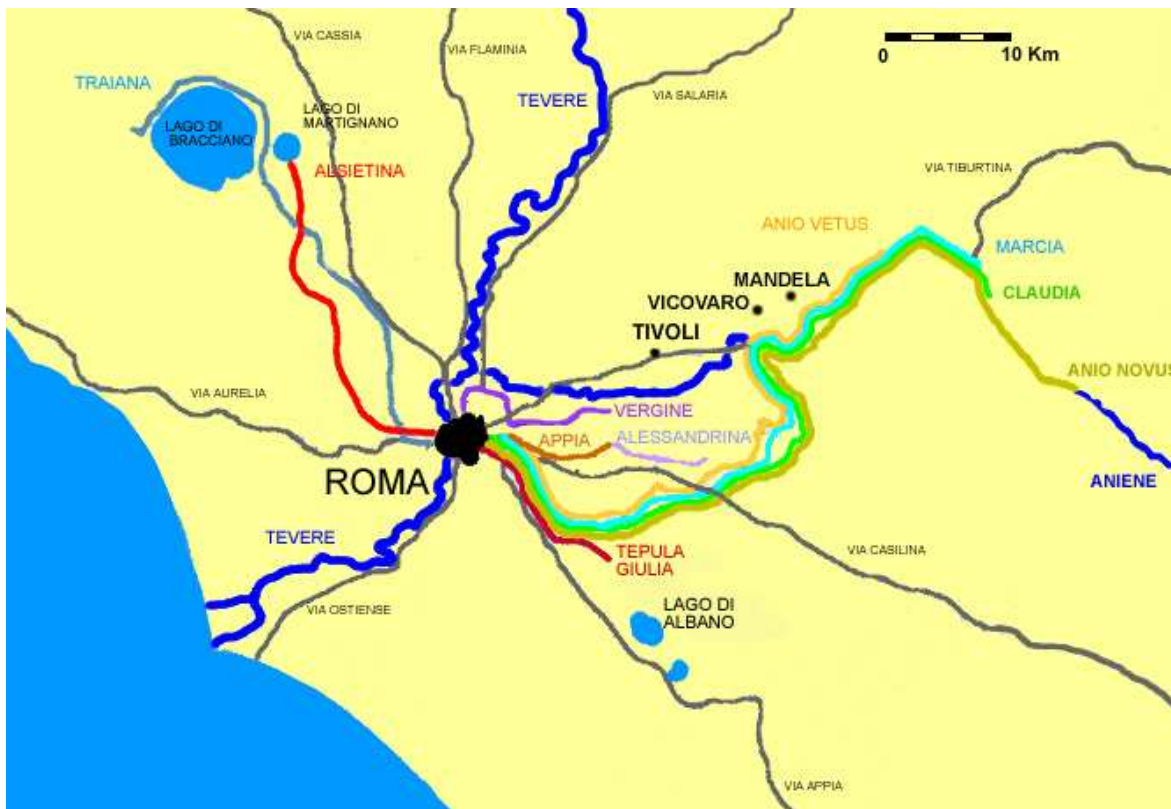 VIA CASSIA
VIA FLAMINIA
0 10 Km
TRAIANA
TEVERE
VIA SALARIA
LAGO DI
MARTIGNANO
LAGO DI
BRACCIANO
ALSIETINA
VIA TIBURTINA
ANIO VETUS
MARCIA
MANDELA
CLAUDIA
VICOVARO
TIVOLI
ANIO NOVUS
VIA AURELIA
VERGINE
APPIA
ALESSANDRINA
ROMA
ANIENE
TEVERE
TEPULA
GIULIA
VIA CASILINA
VIA OSTIENSE
LAGO DI
ALBANO
VIA APPIA